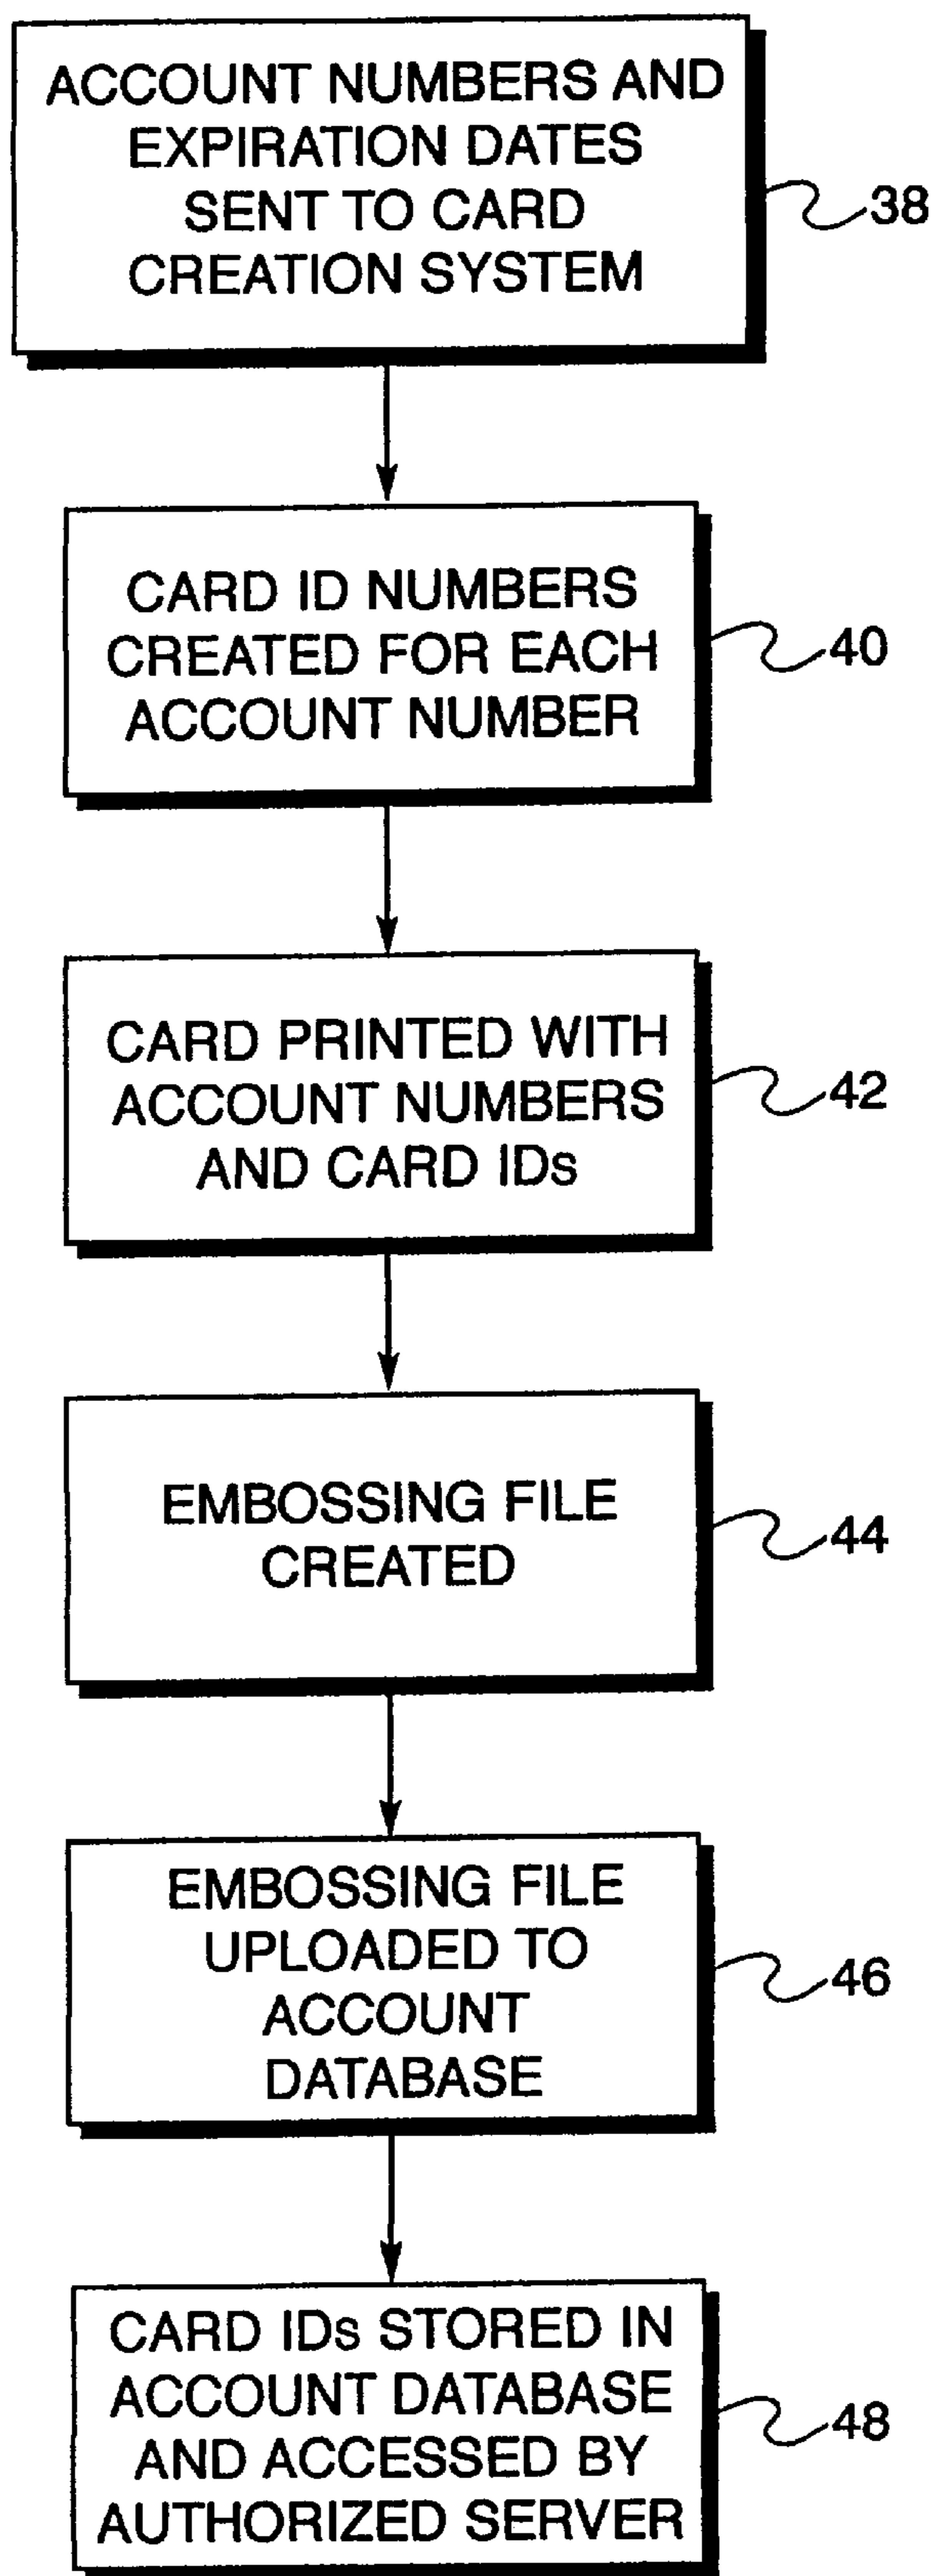 ACCOUNT NUMBERS AND
EXPIRATION DATES
SENT TO CARD
CREATION SYSTEM
38
CARD ID NUMBERS
CREATED FOR EACH
ACCOUNT NUMBER
40
CARD PRINTED WITH
ACCOUNT NUMBERS
AND CARD IDs
42
EMBOSSING FILE
CREATED
44
EMBOSSING FILE
UPLOADED TO
ACCOUNT
DATABASE
46
CARD IDs STORED IN
ACCOUNT DATABASE
AND ACCESSED BY
AUTHORIZED SERVER
48